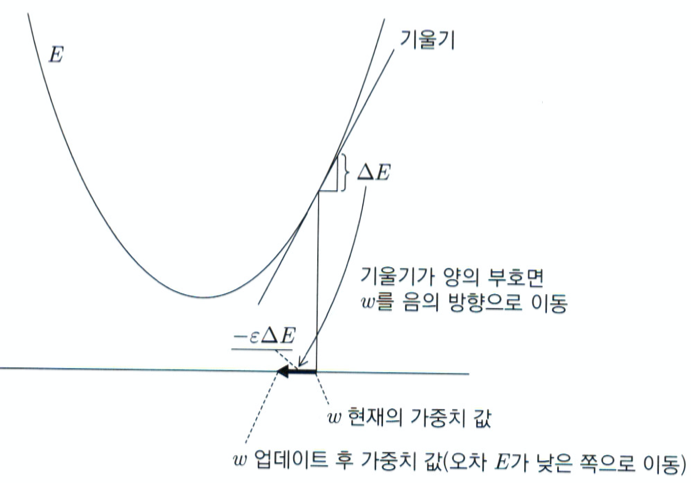 E
기울기
ΔE
기울기가 양의 부호면
w를 음의 방향으로 이동
−εΔE
w 현재의 가중치 값
w 업데이트 후 가중치 값(오차 E가 낮은 쪽으로 이동)